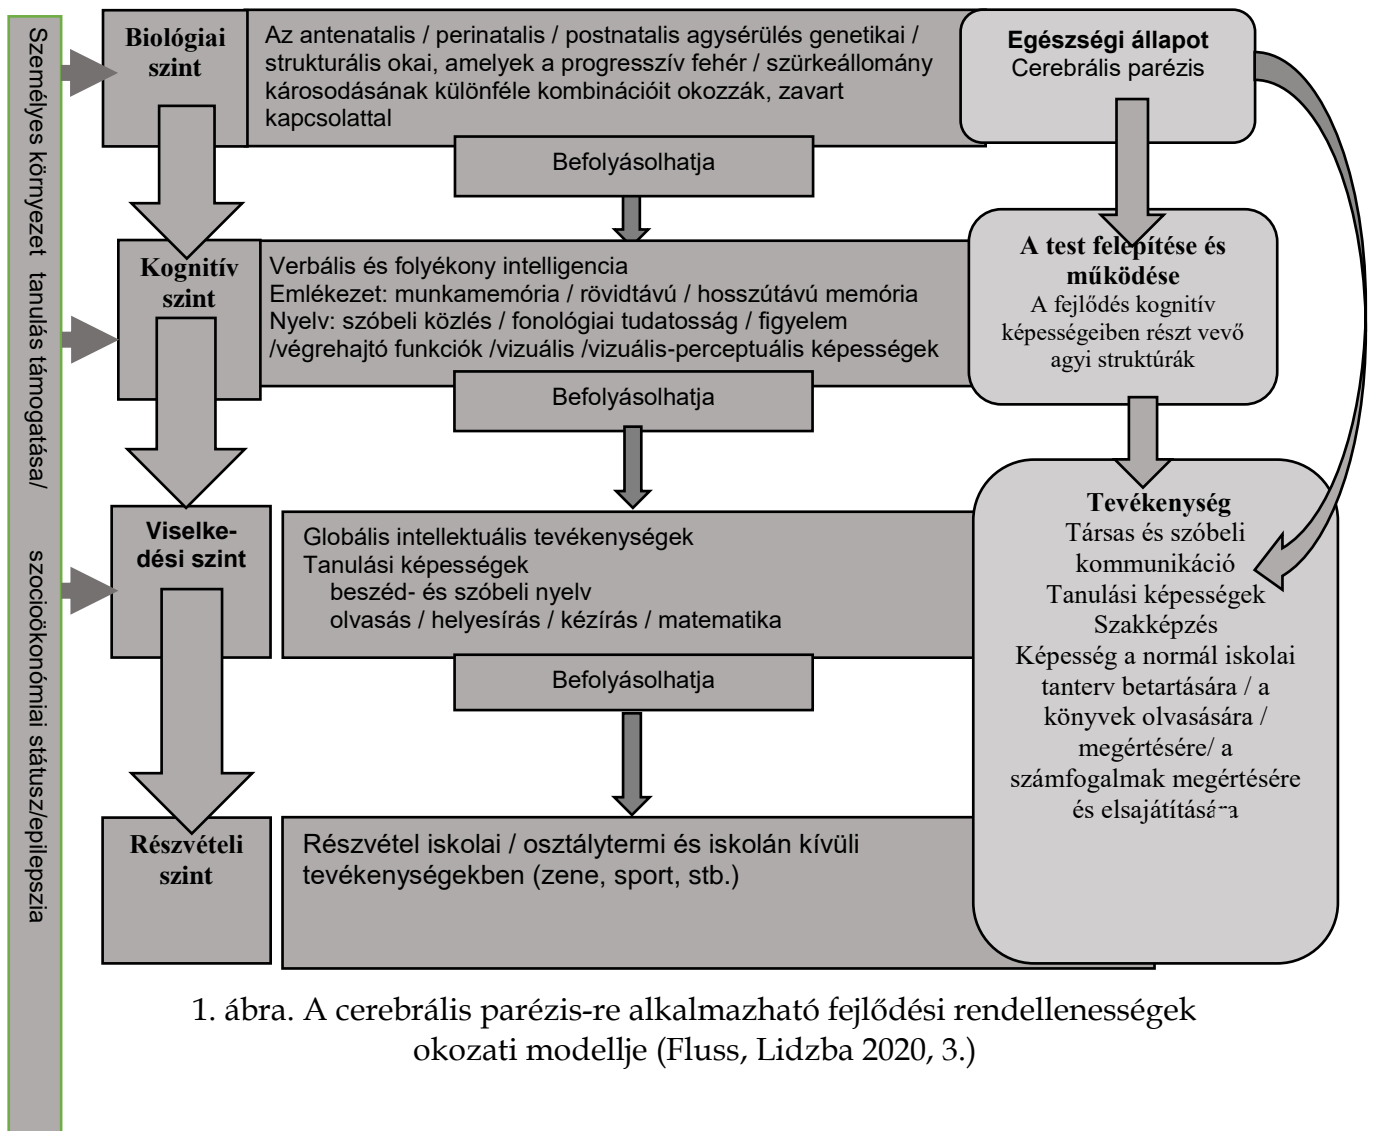 Személyes környezet tanulás támogatása/ szocioökonómiai státusz/epilepszia
Biológiai
szint
Az antenatalis / perinatalis / postnatalis agysérülés genetikai /
strukturális okai, amelyek a progresszív fehér / szürkeállomány
károsodásának különféle kombinációit okozzák, zavart
kapcsolattal
Egészségi állapot
Cerebrális parézis
Befolyásolhatja
Kognitív
szint
Verbális és folyékony intelligencia
Emlékezet: munkamemória / rövidtávú / hosszútávú memória
Nyelv: szóbeli közlés / fonológiai tudatosság / figyelem
/végrehajtó funkciók /vizuális /vizuális-perceptuális képességek
A test felépítése és
működése
A fejlődés kognitív
képességeiben részt vevő
agyi struktúrák
Befolyásolhatja
Viselke-
dési szint
Globális intellektuális tevékenységek
Tanulási képességek
beszéd- és szóbeli nyelv
olvasás / helyesírás / kézírás / matematika
Tevékenység
Társas és szóbeli
kommunikáció
Tanulási képességek
Szakképzés
Képesség a normál iskolai
tanterv betartására / a
könyvek olvasására /
megértésére/ a
számfogalmak megértésére
és elsajátítására
Befolyásolhatja
Részvételi
szint
Részvétel iskolai / osztálytermi és iskolán kívüli
tevékenységekben (zene, sport, stb.)
1. ábra. A cerebrális parézis-re alkalmazható fejlődési rendellenességek
okozati modellje (Fluss, Lidzba 2020, 3.)